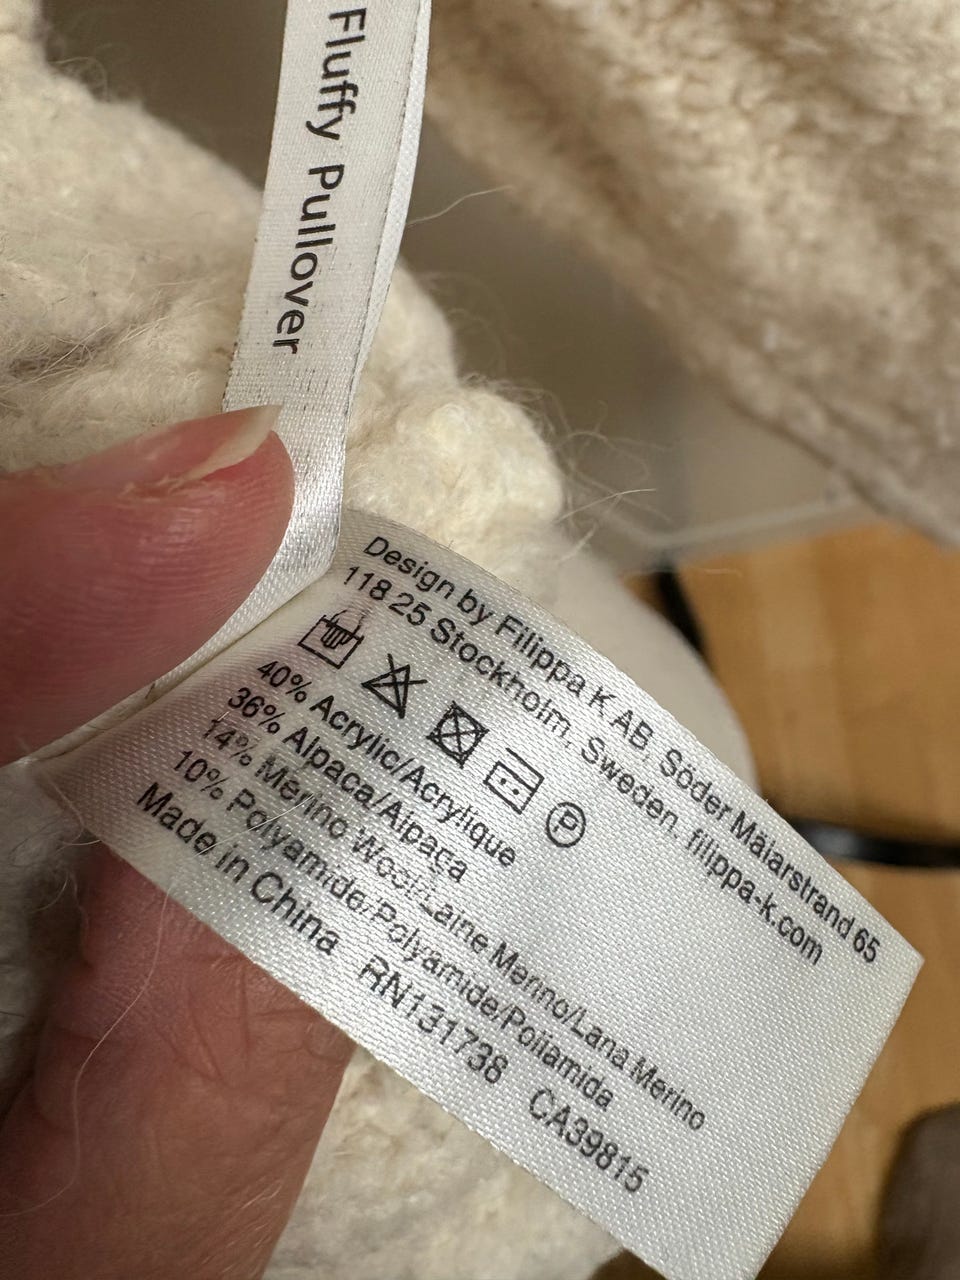 Fluffy Pullover
Design by Filippa K AB, Söder Mälarstrand 65
118 25 Stockholm, Sweden. filippa-k.com
P
40% Acrylic/Acrylique
36% Alpaca/Alpaca
14% Merino Wool/Laine Merino/Lana Merino
10% Polyamide/Polyamide/Poliamida
Made in China RN131738 CA39815